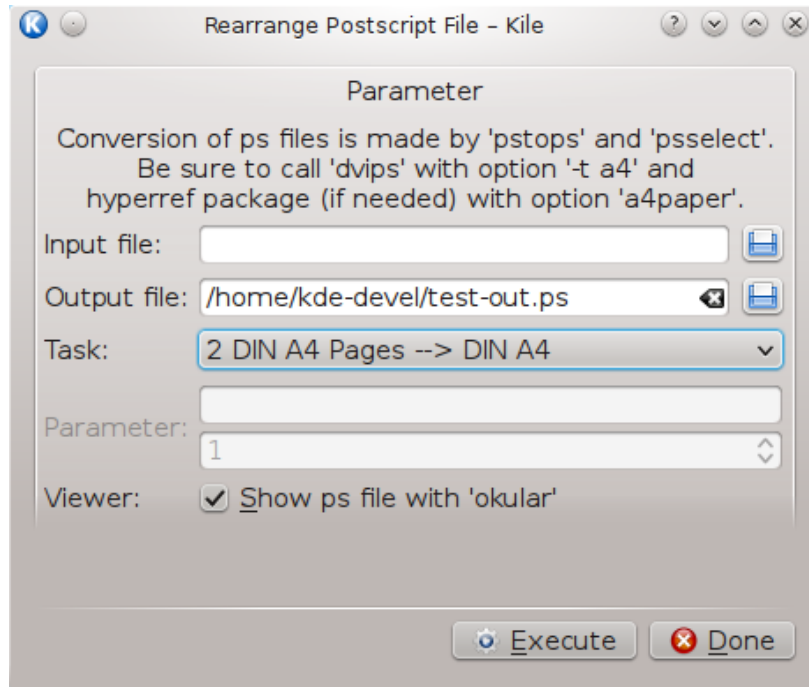 Rearrange Postscript File – Kile
Parameter
Conversion of ps files is made by 'pstops' and 'psselect'.
Be sure to call 'dvips' with option '-t a4' and
hyperref package (if needed) with option 'a4paper'.
Input file:
Output file: /home/kde-devel/test-out.ps
Task: 2 DIN A4 Pages --> DIN A4
Parameter:
1
Viewer: Show ps file with 'okular'
Execute Done